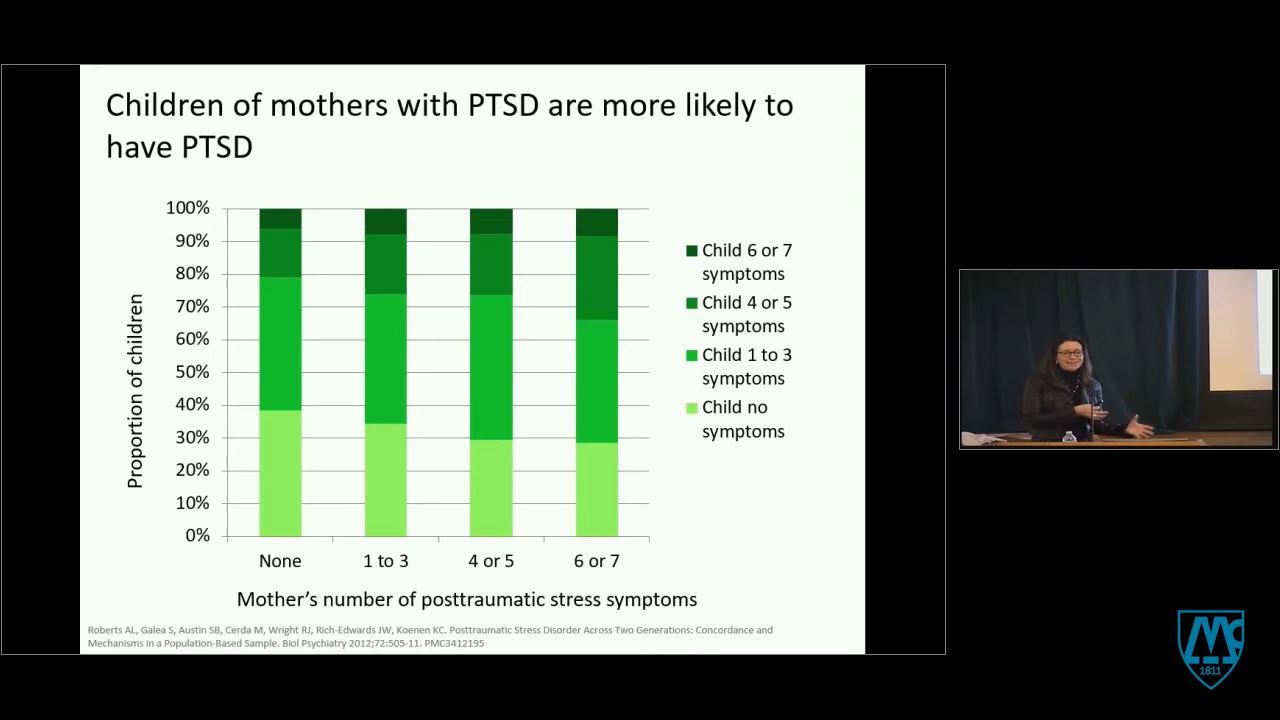 Children of mothers with PTSD are more likely to
have PTSD
100%
90%
80%
70%
60%
50%
40%
30%
20%
10%
0%
Proportion of children
None
1 to 3
4 or 5
6 or 7
Mother's number of posttraumatic stress symptoms
Child 6 or 7
symptoms
Child 4 or 5
symptoms
Child 1 to 3
symptoms
Child no
symptoms
Roberts AL, Galea S, Austin SB, Cerda M, Wright RJ, Rich-Edwards JW, Koenen KC. Posttraumatic Stress Disorder Across Two Generations: Concordance and
Mechanisms in a Population-Based Sample. Biol Psychiatry 2012;72:505-11. PMC3412195
MC
1811